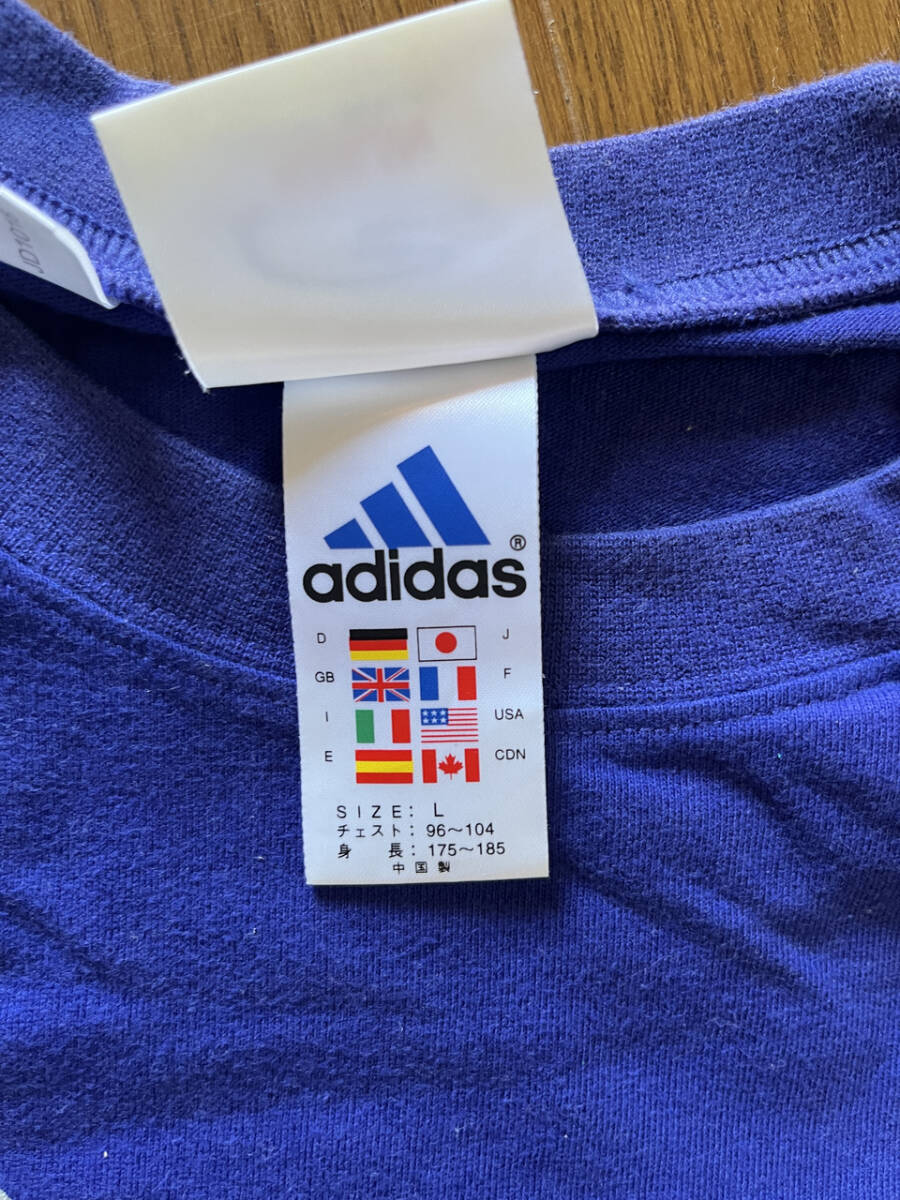 adidas®
D J
GB F
I USA
E CDN
SIZE: L
チェスト: 96~104
身 長: 175~185
中国製